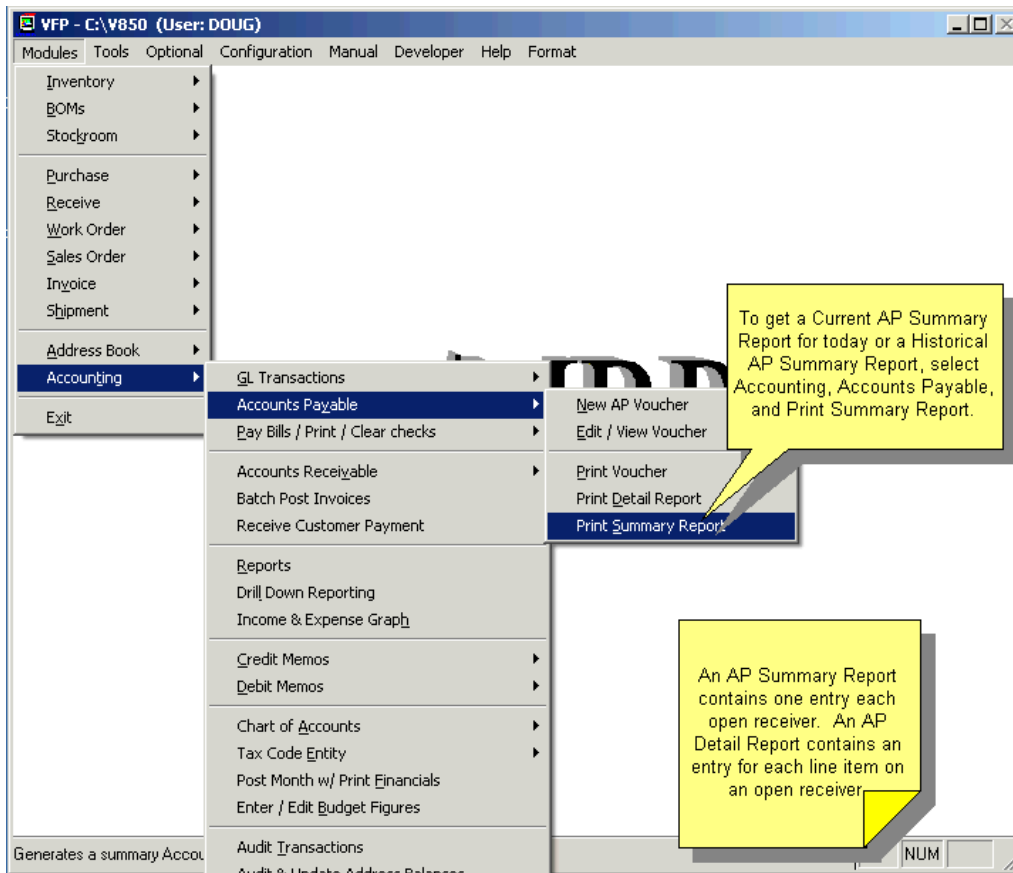 VFP - C:\V850 (User: DOUG)
Modules Tools Optional Configuration Manual Developer Help Format
Inventory
BOMs
Stockroom
Purchase
Receive
Work Order
Sales Order
Invoice
Shipment
Address Book
Accounting
Exit
GL Transactions
Accounts Payable
Pay Bills / Print / Clear checks
Accounts Receivable
Batch Post Invoices
Receive Customer Payment
Reports
Drill Down Reporting
Income & Expense Graph
Credit Memos
Debit Memos
Chart of Accounts
Tax Code Entity
Post Month w/ Print Financials
Enter / Edit Budget Figures
Audit Transactions
Audit & Update Address Balances
New AP Voucher
Edit / View Voucher
Print Voucher
Print Detail Report
Print Summary Report
To get a Current AP Summary
Report for today or a Historical
AP Summary Report, select
Accounting, Accounts Payable,
and Print Summary Report.
An AP Summary Report
contains one entry each
open receiver. An AP
Detail Report contains an
entry for each line item on
an open receiver
Generates a summary Accou
NUM